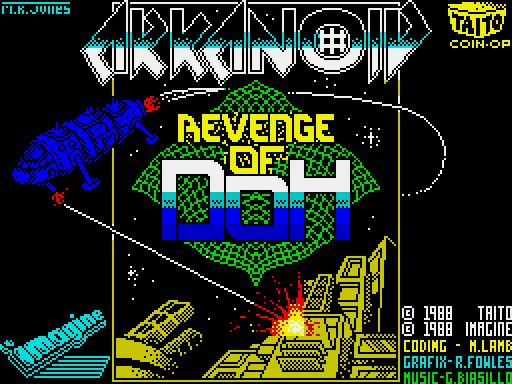 M.R. JONES
ARKANOID
TAITO
COIN-OP
REVENGE
OF
DOH
imagine
© 1988 TAITO
© 1988 IMAGINE
CODING - M.LAMB
GRAFIX-R.FOWLES
MUSIC-G.BIASILLO